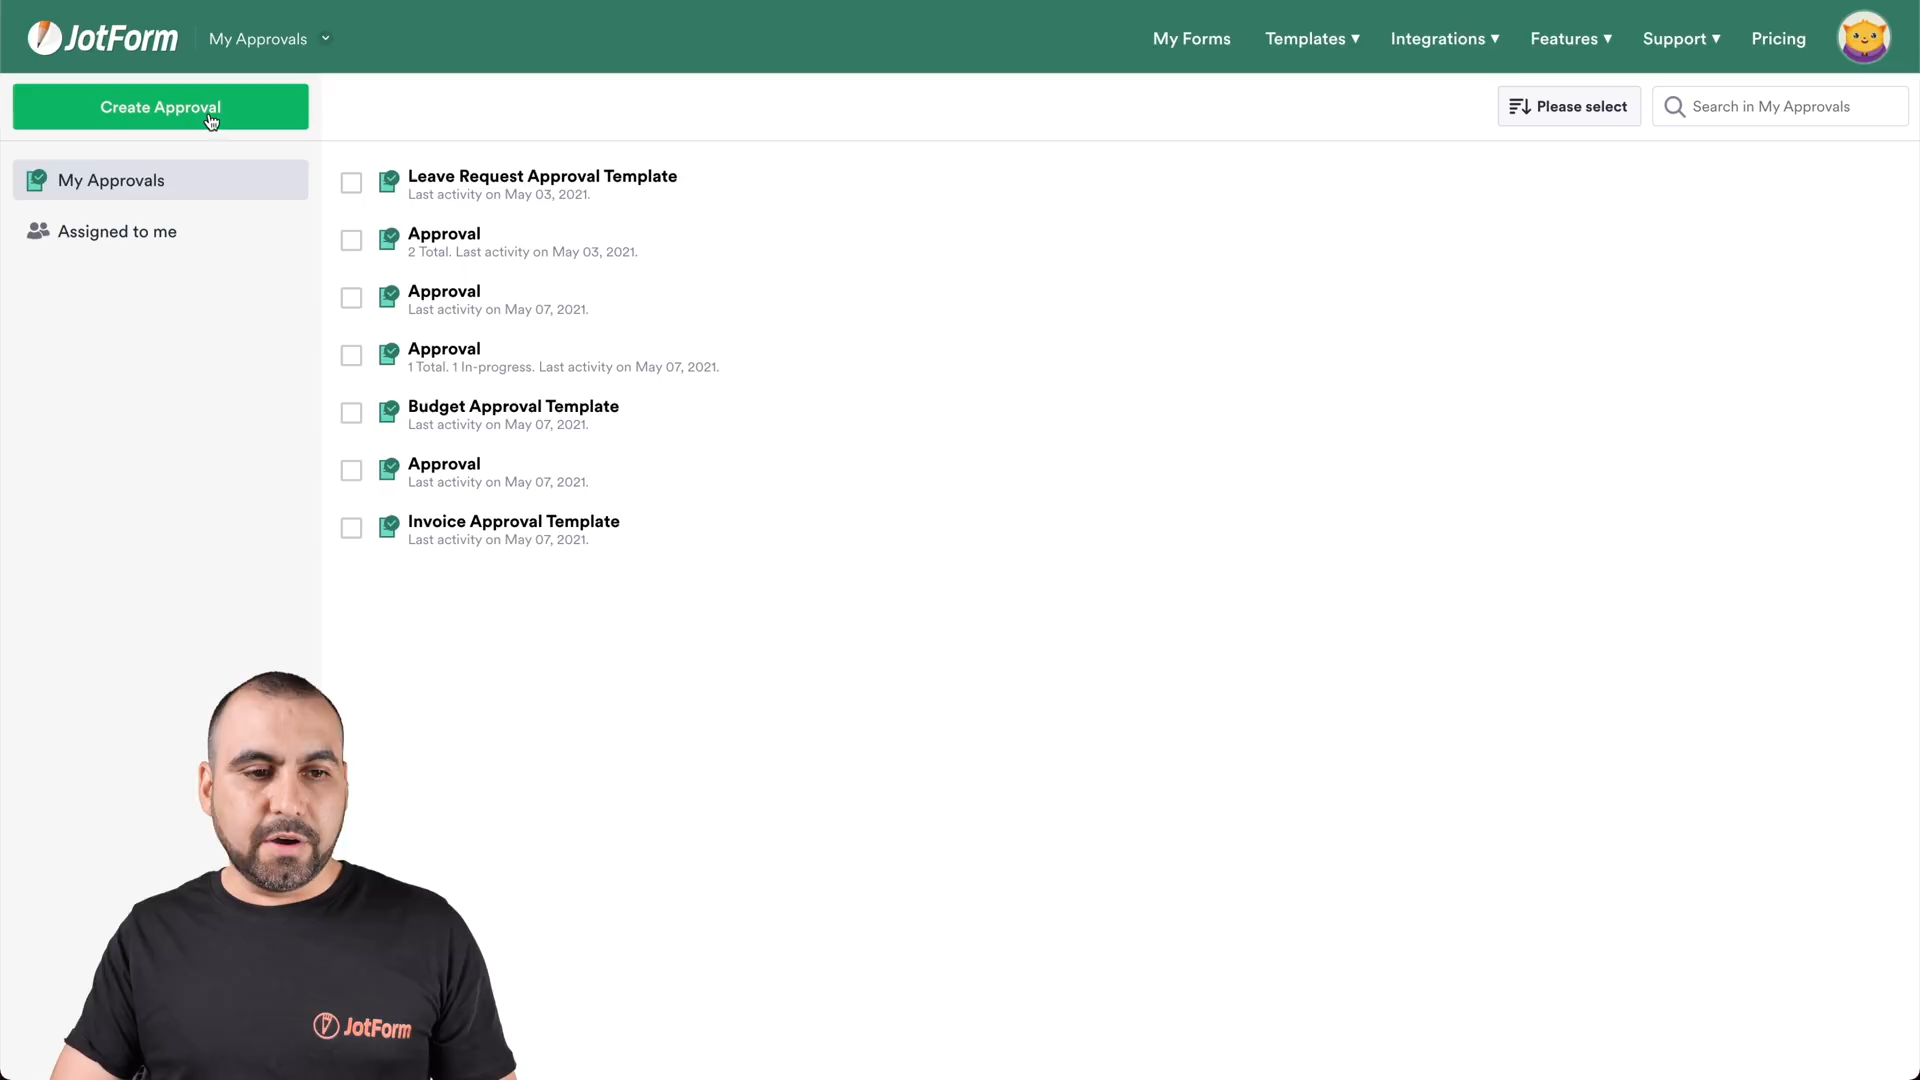 JotForm
My Approvals
My Forms
Templates ▾
Integrations ▾
Features ▾
Support ▾
Pricing
Create Approval
Please select
Search in My Approvals
My Approvals
Assigned to me
Leave Request Approval Template
Last activity on May 03, 2021.
Approval
2 Total. Last activity on May 03, 2021.
Approval
Last activity on May 07, 2021.
Approval
1 Total. 1 In-progress. Last activity on May 07, 2021.
Budget Approval Template
Last activity on May 07, 2021.
Approval
Last activity on May 07, 2021.
Invoice Approval Template
Last activity on May 07, 2021.
JotForm